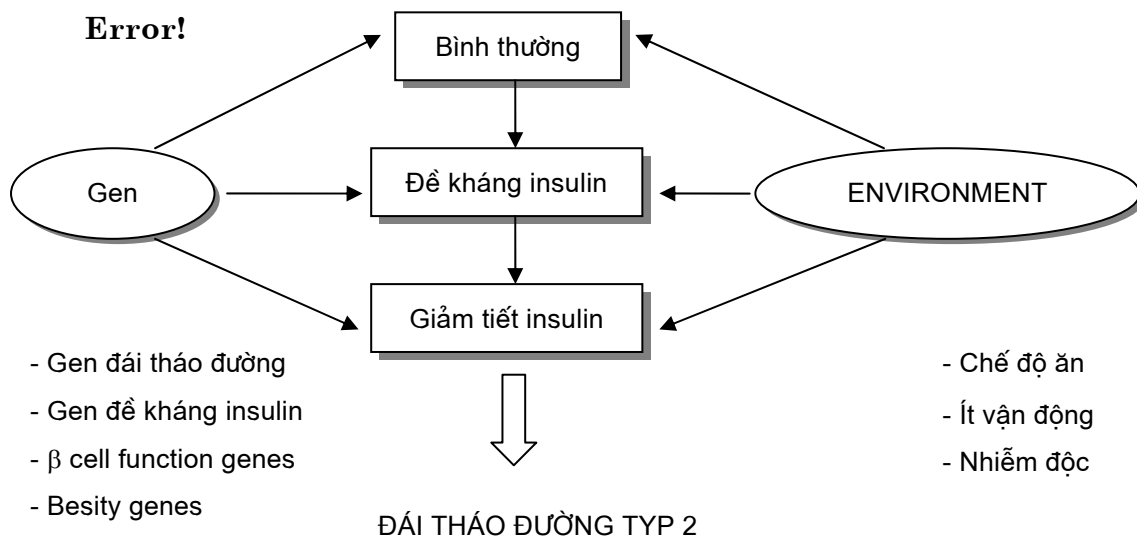 Error!
Bình thường
Gen
Đề kháng insulin
ENVIRONMENT
Giảm tiết insulin
- Gen đái tháo đường
- Gen đề kháng insulin
- β cell function genes
- Besity genes
- Chế độ ăn
- Ít vận động
- Nhiễm độc
ĐÁI THÁO ĐƯỜNG TYP 2